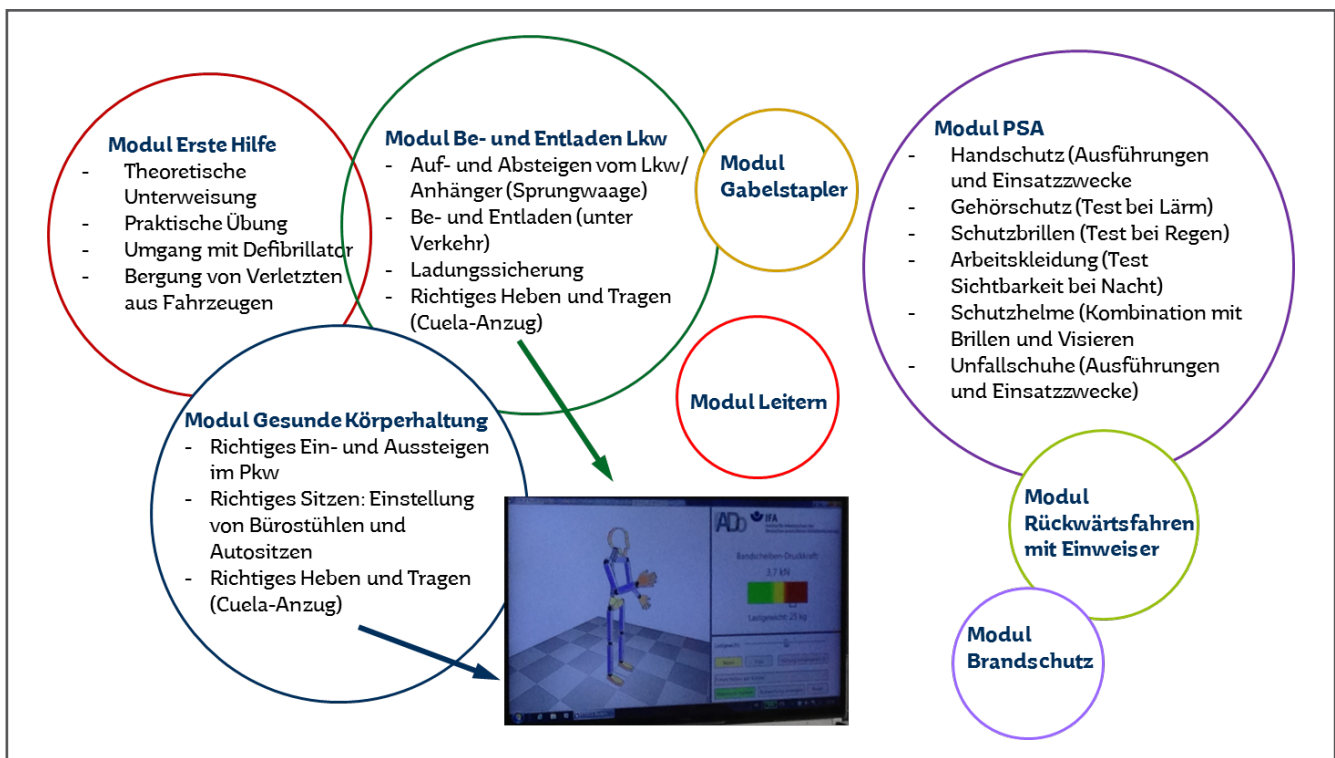 Modul Erste Hilfe
- Theoretische
Unterweisung
- Praktische Übung
- Umgang mit Defibrillator
- Bergung von Verletzten
aus Fahrzeugen
Modul Be- und Entladen Lkw
- Auf- und Absteigen vom Lkw/
Anhänger (Sprungwaage)
- Be- und Entladen (unter
Verkehr)
- Ladungssicherung
- Richtiges Heben und Tragen
(Cuela-Anzug)
Modul
Gabelstapler
Modul PSA
- Handschutz (Ausführungen
und Einsatzzwecke
- Gehörschutz (Test bei Lärm)
- Schutzbrillen (Test bei Regen)
- Arbeitskleidung (Test
Sichtbarkeit bei Nacht)
- Schutzhelme (Kombination mit
Brillen und Visieren
- Unfallschuhe (Ausführungen
und Einsatzzwecke)
Modul Leitern
Modul Gesunde Körperhaltung
- Richtiges Ein- und Aussteigen
im Pkw
- Richtiges Sitzen: Einstellung
von Bürostühlen und
Autositzen
- Richtiges Heben und Tragen
(Cuela-Anzug)
Modul
Rückwärtsfahren
mit Einweiser
Modul
Brandschutz
IFA
Bandscheiben-Druckkraft
3,7 kN
Lastgewicht: 25 kg